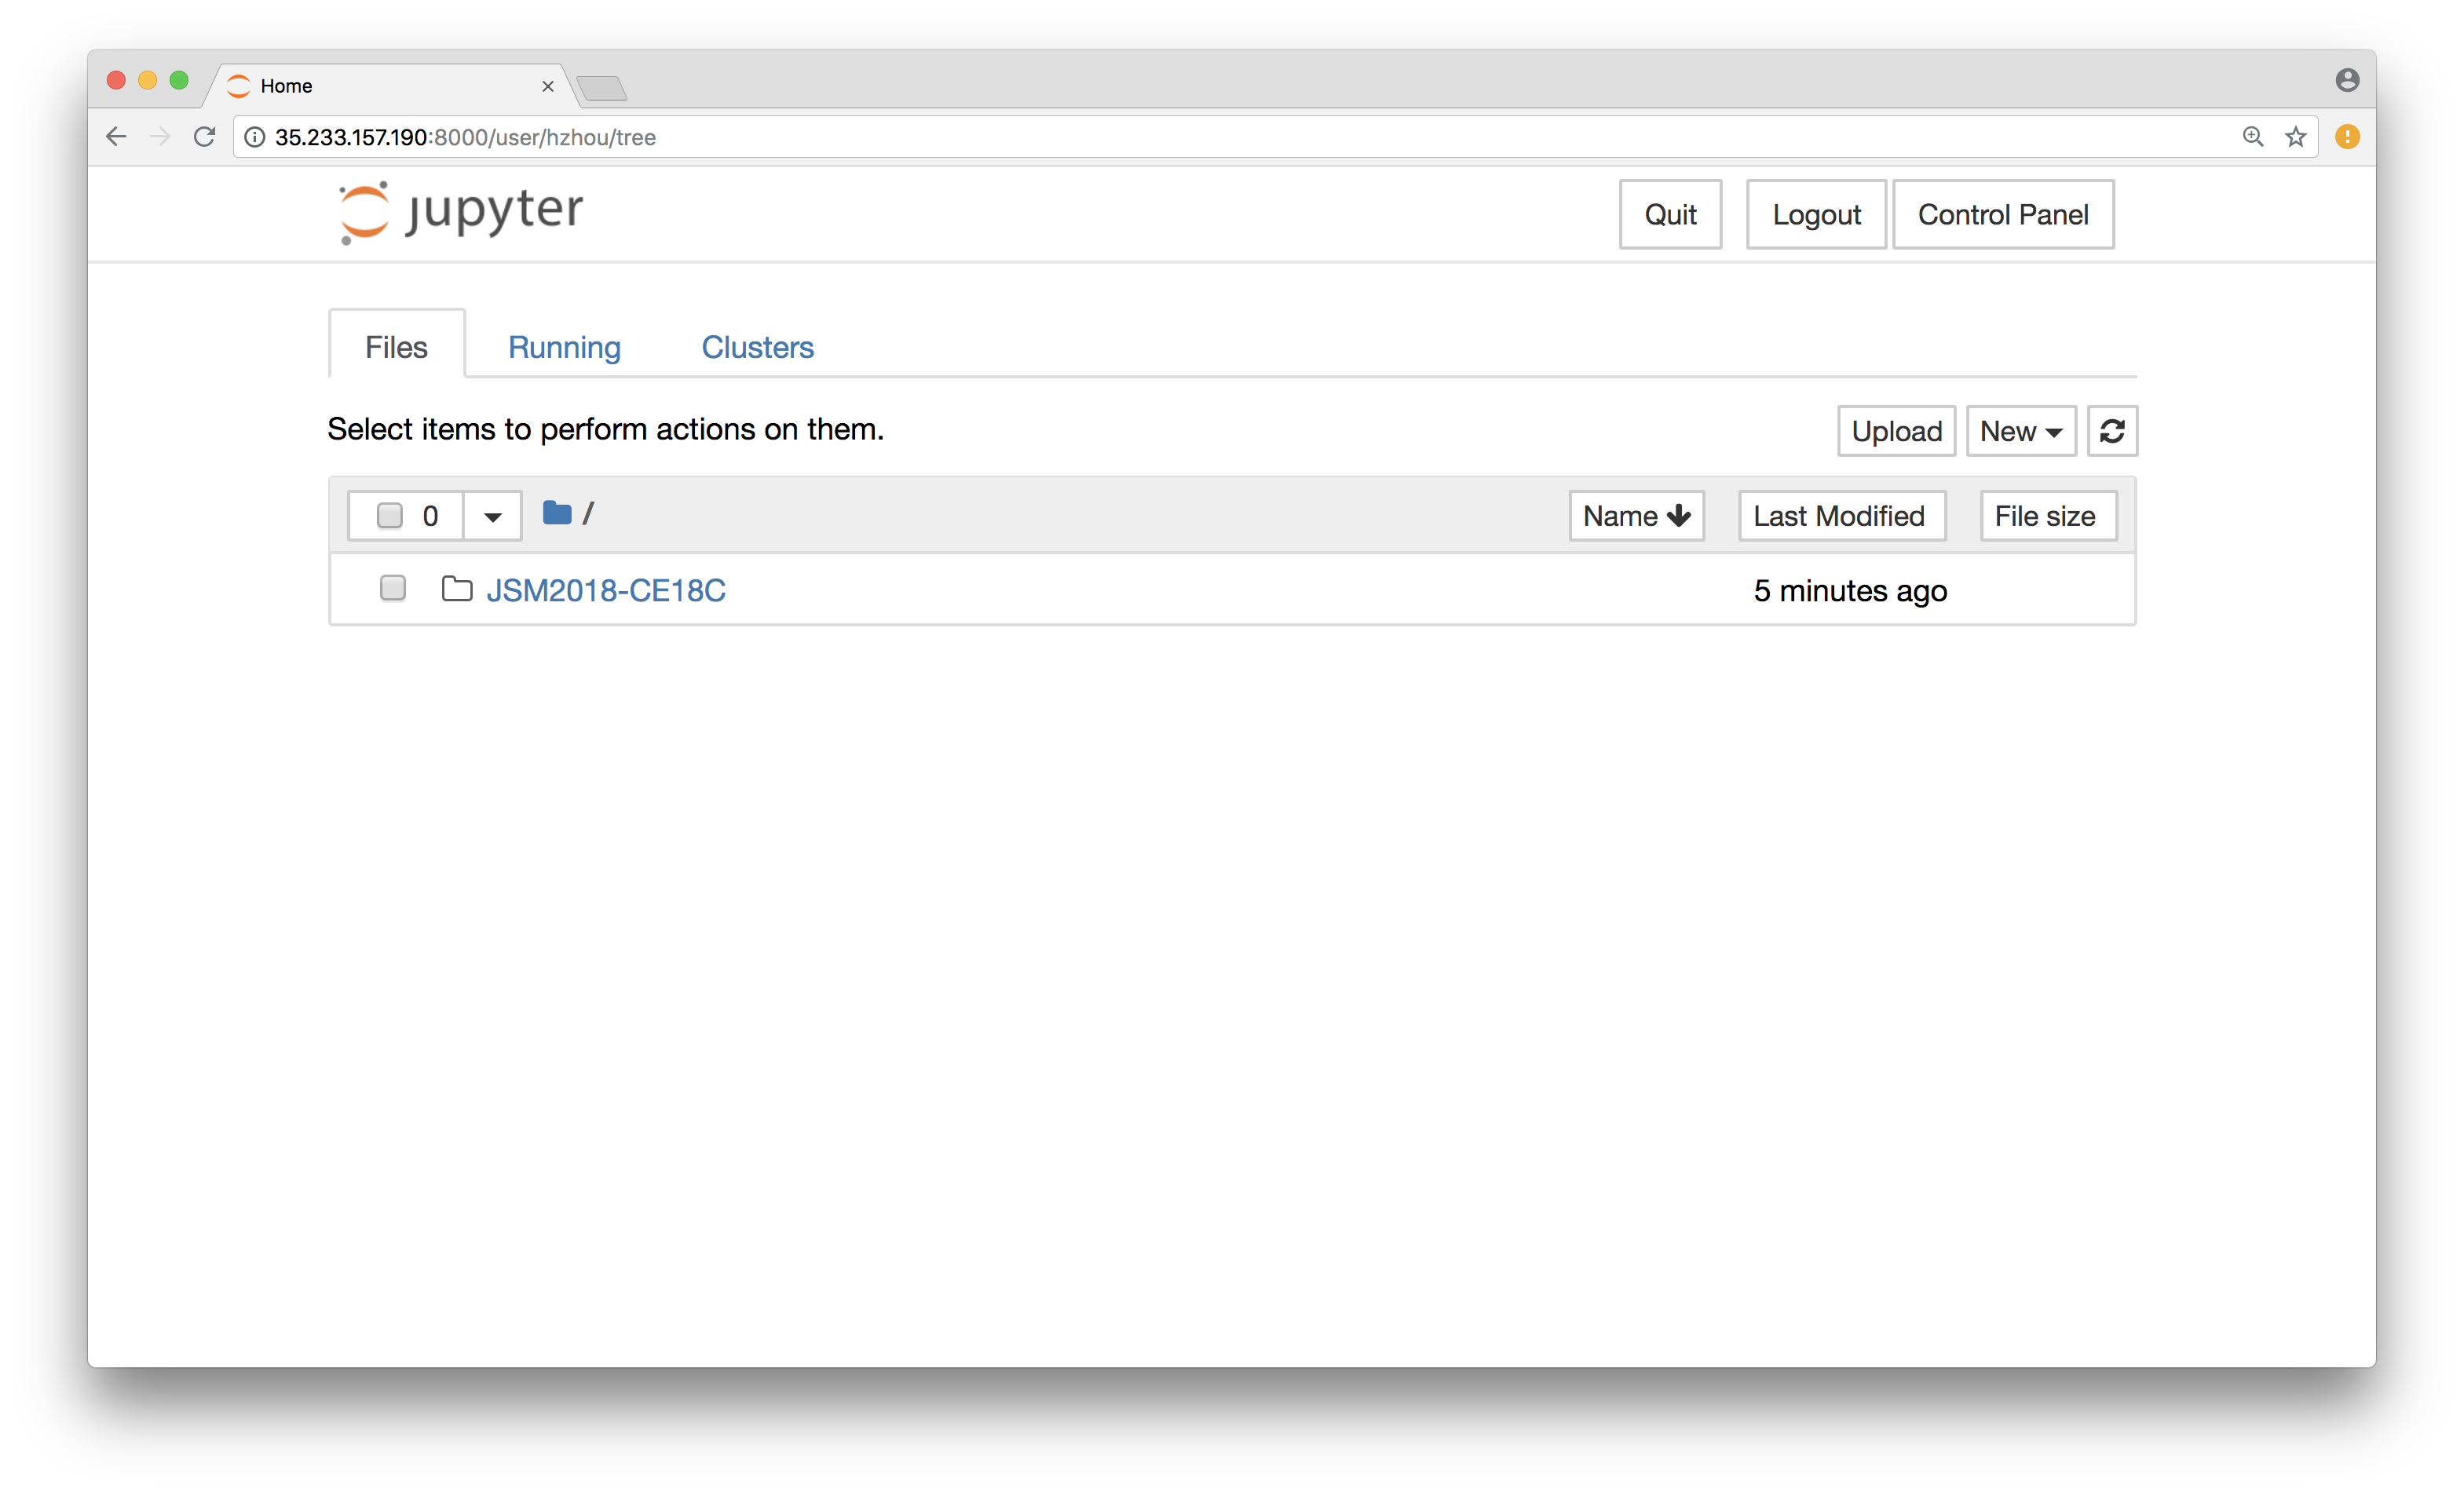 Home
35.233.157.190:8000/user/hzhou/tree
jupyter
Quit Logout Control Panel
Files Running Clusters
Select items to perform actions on them.
Upload New
0 / Name Last Modified File size
JSM2018-CE18C 5 minutes ago